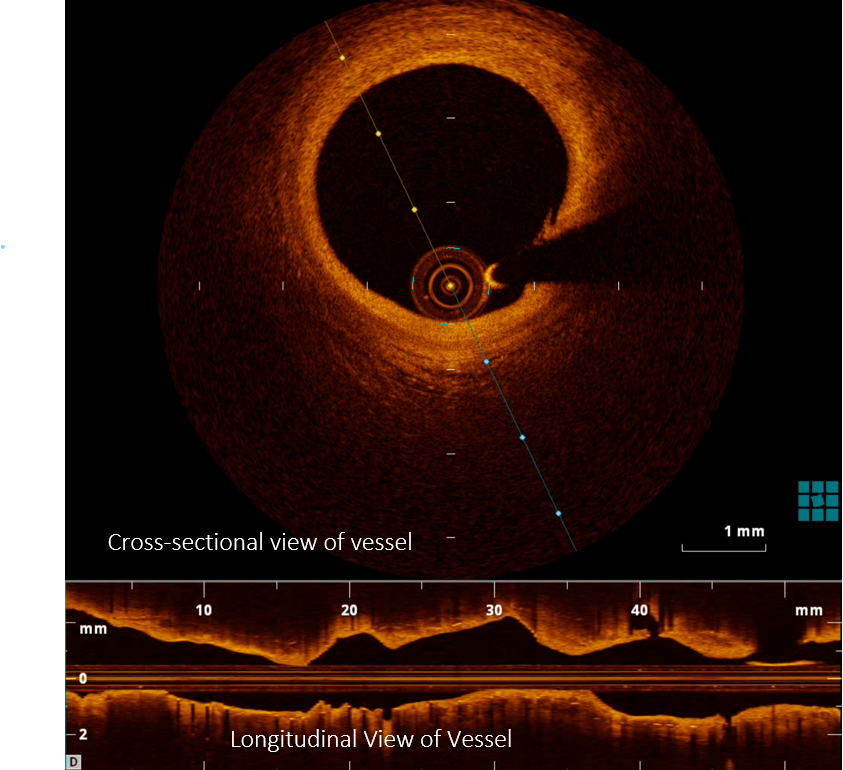 Cross-sectional view of vessel
1 mm
10 20 30 40 mm
mm
0
Longitudinal View of Vessel
2
D